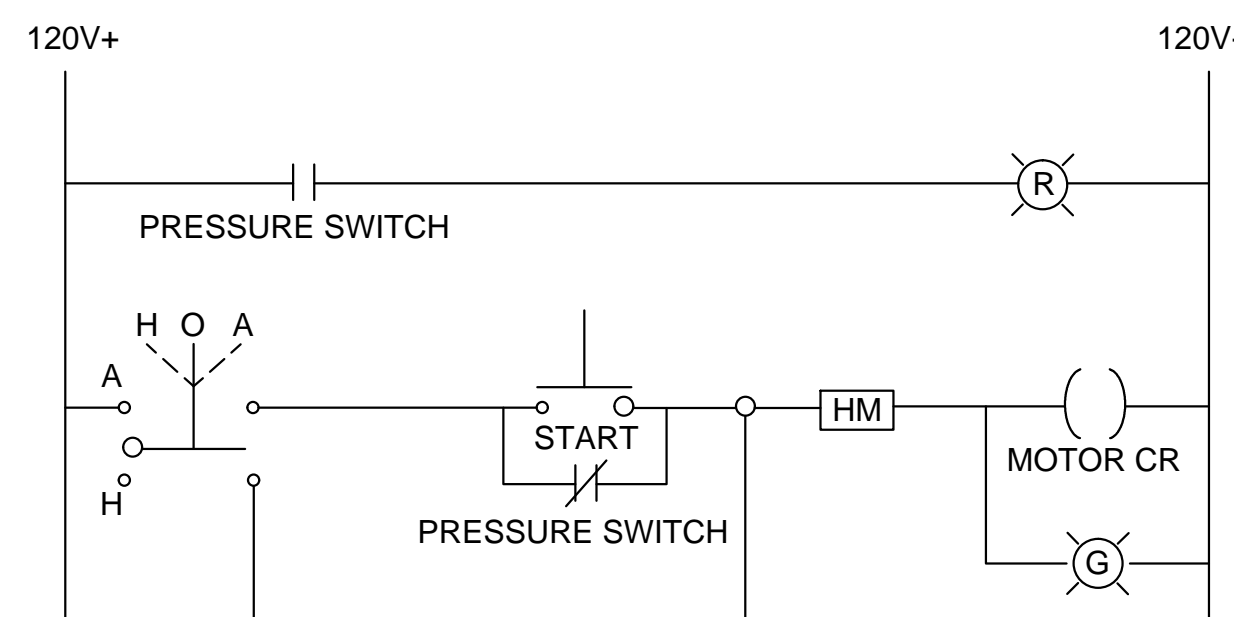 120V+ 120V-
R
PRESSURE SWITCH
H O A
A
HM
START
MOTOR CR
H
PRESSURE SWITCH
G